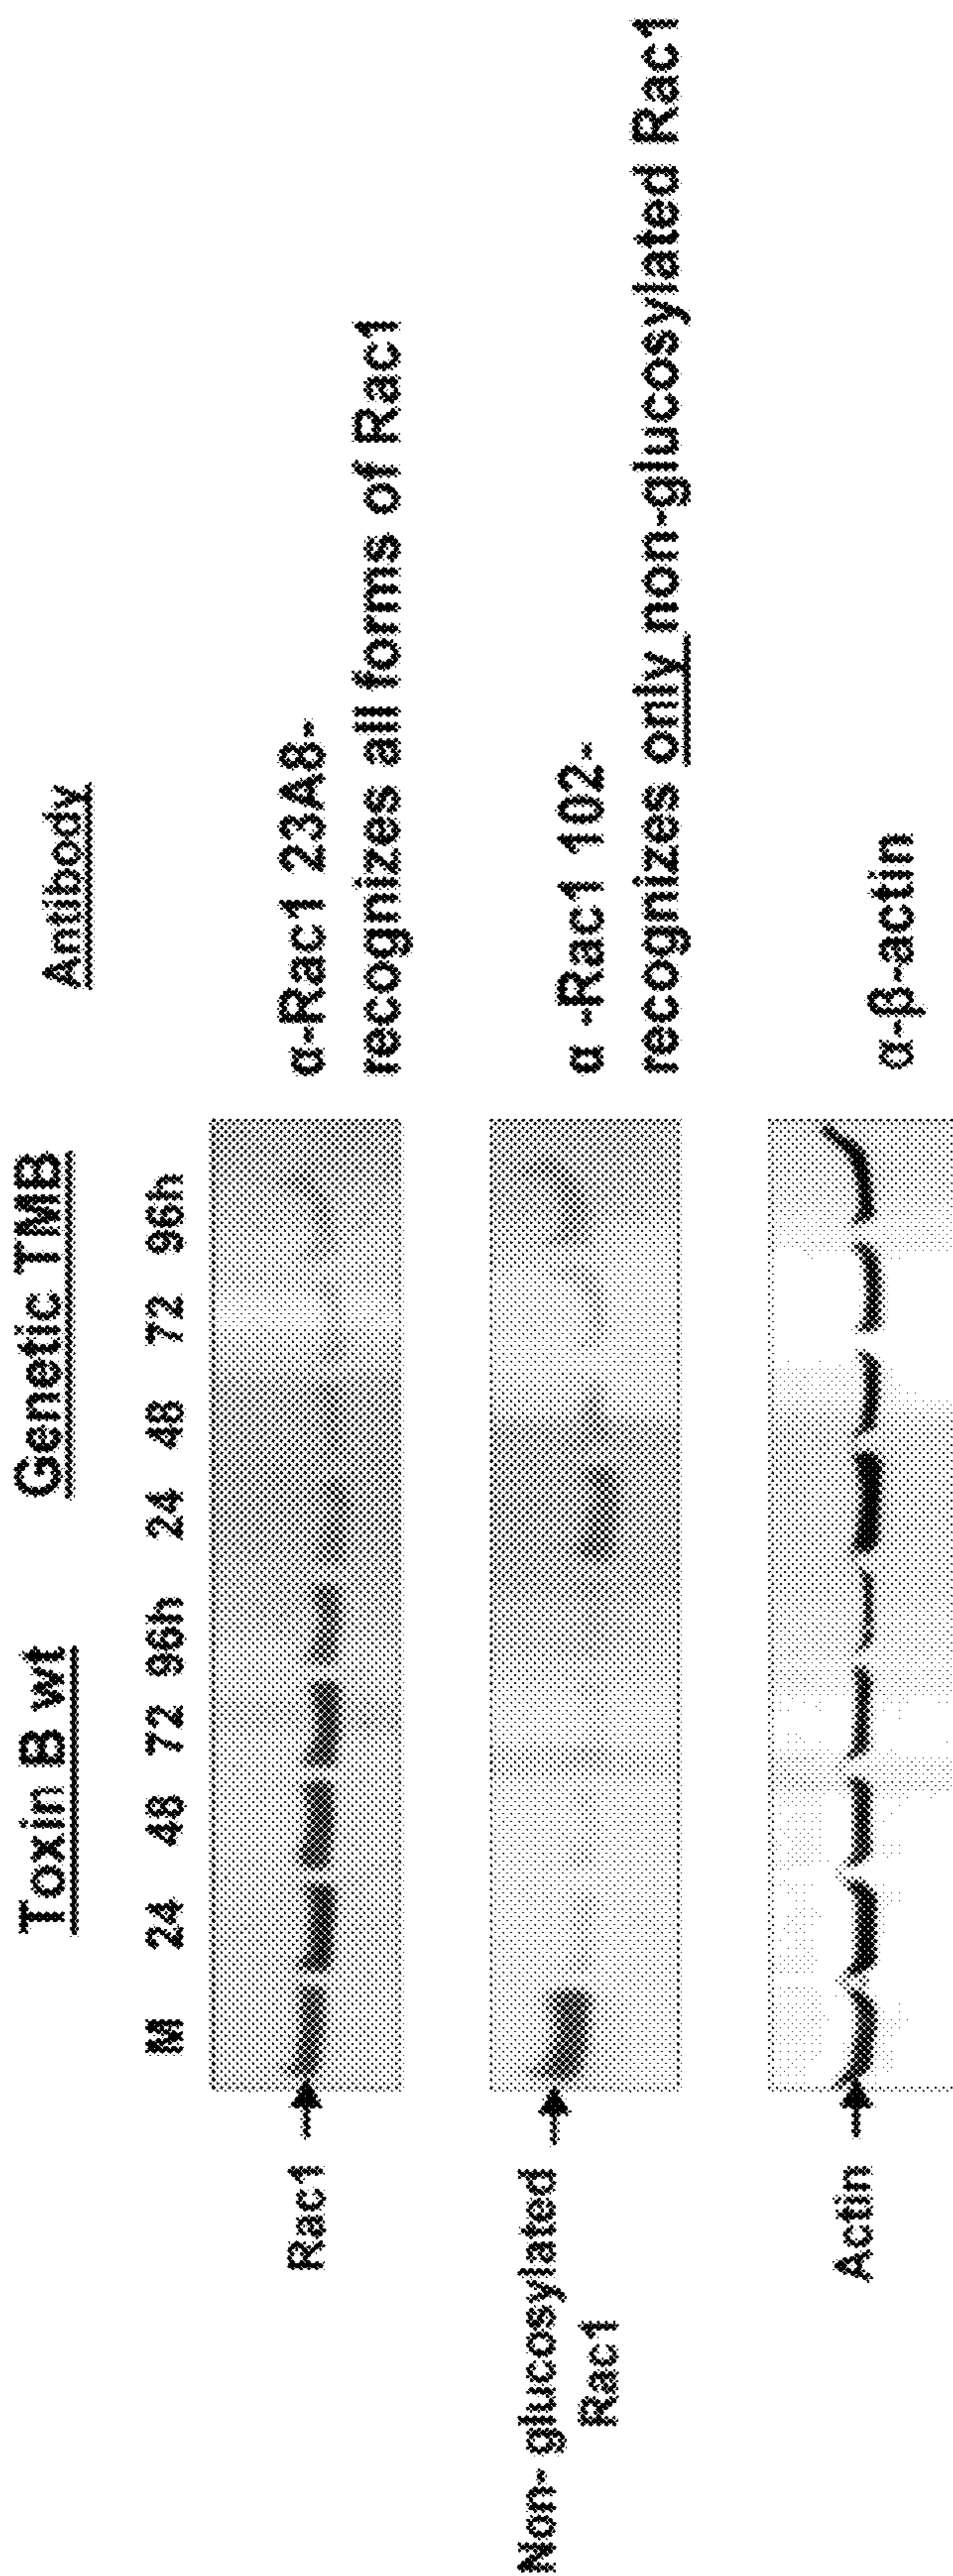 Toxin B wt
Genetic TMB
Antibody
M 24 48 72 96h 24 48 72 96h
Rac1
α-Rac1 23A8-
recognizes all forms of Rac1
Non- glucosylated
Rac1
α -Rac1 102-
recognizes only non-glucosylated Rac1
Actin
α-β-actin